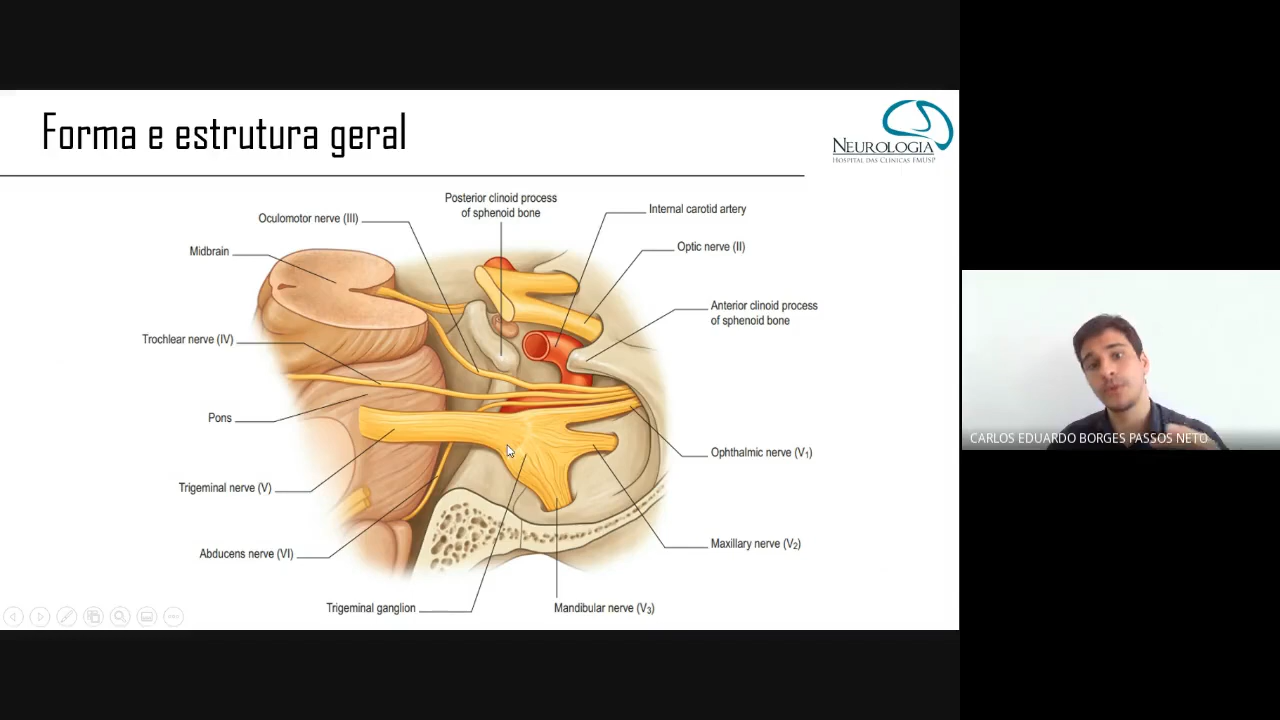 Forma e estrutura geral
NEUROLOGIA
HOSPITAL DAS CLÍNICAS FMUSP
Posterior clinoid process
of sphenoid bone
Oculomotor nerve (III)
Internal carotid artery
Midbrain
Optic nerve (II)
Anterior clinoid process
of sphenoid bone
Trochlear nerve (IV)
Pons
CARLOS EDUARDO BORGES PASSOS NETO
Ophthalmic nerve (V1)
Trigeminal nerve (V)
Maxillary nerve (V2)
Abducens nerve (VI)
Trigeminal ganglion
Mandibular nerve (V3)